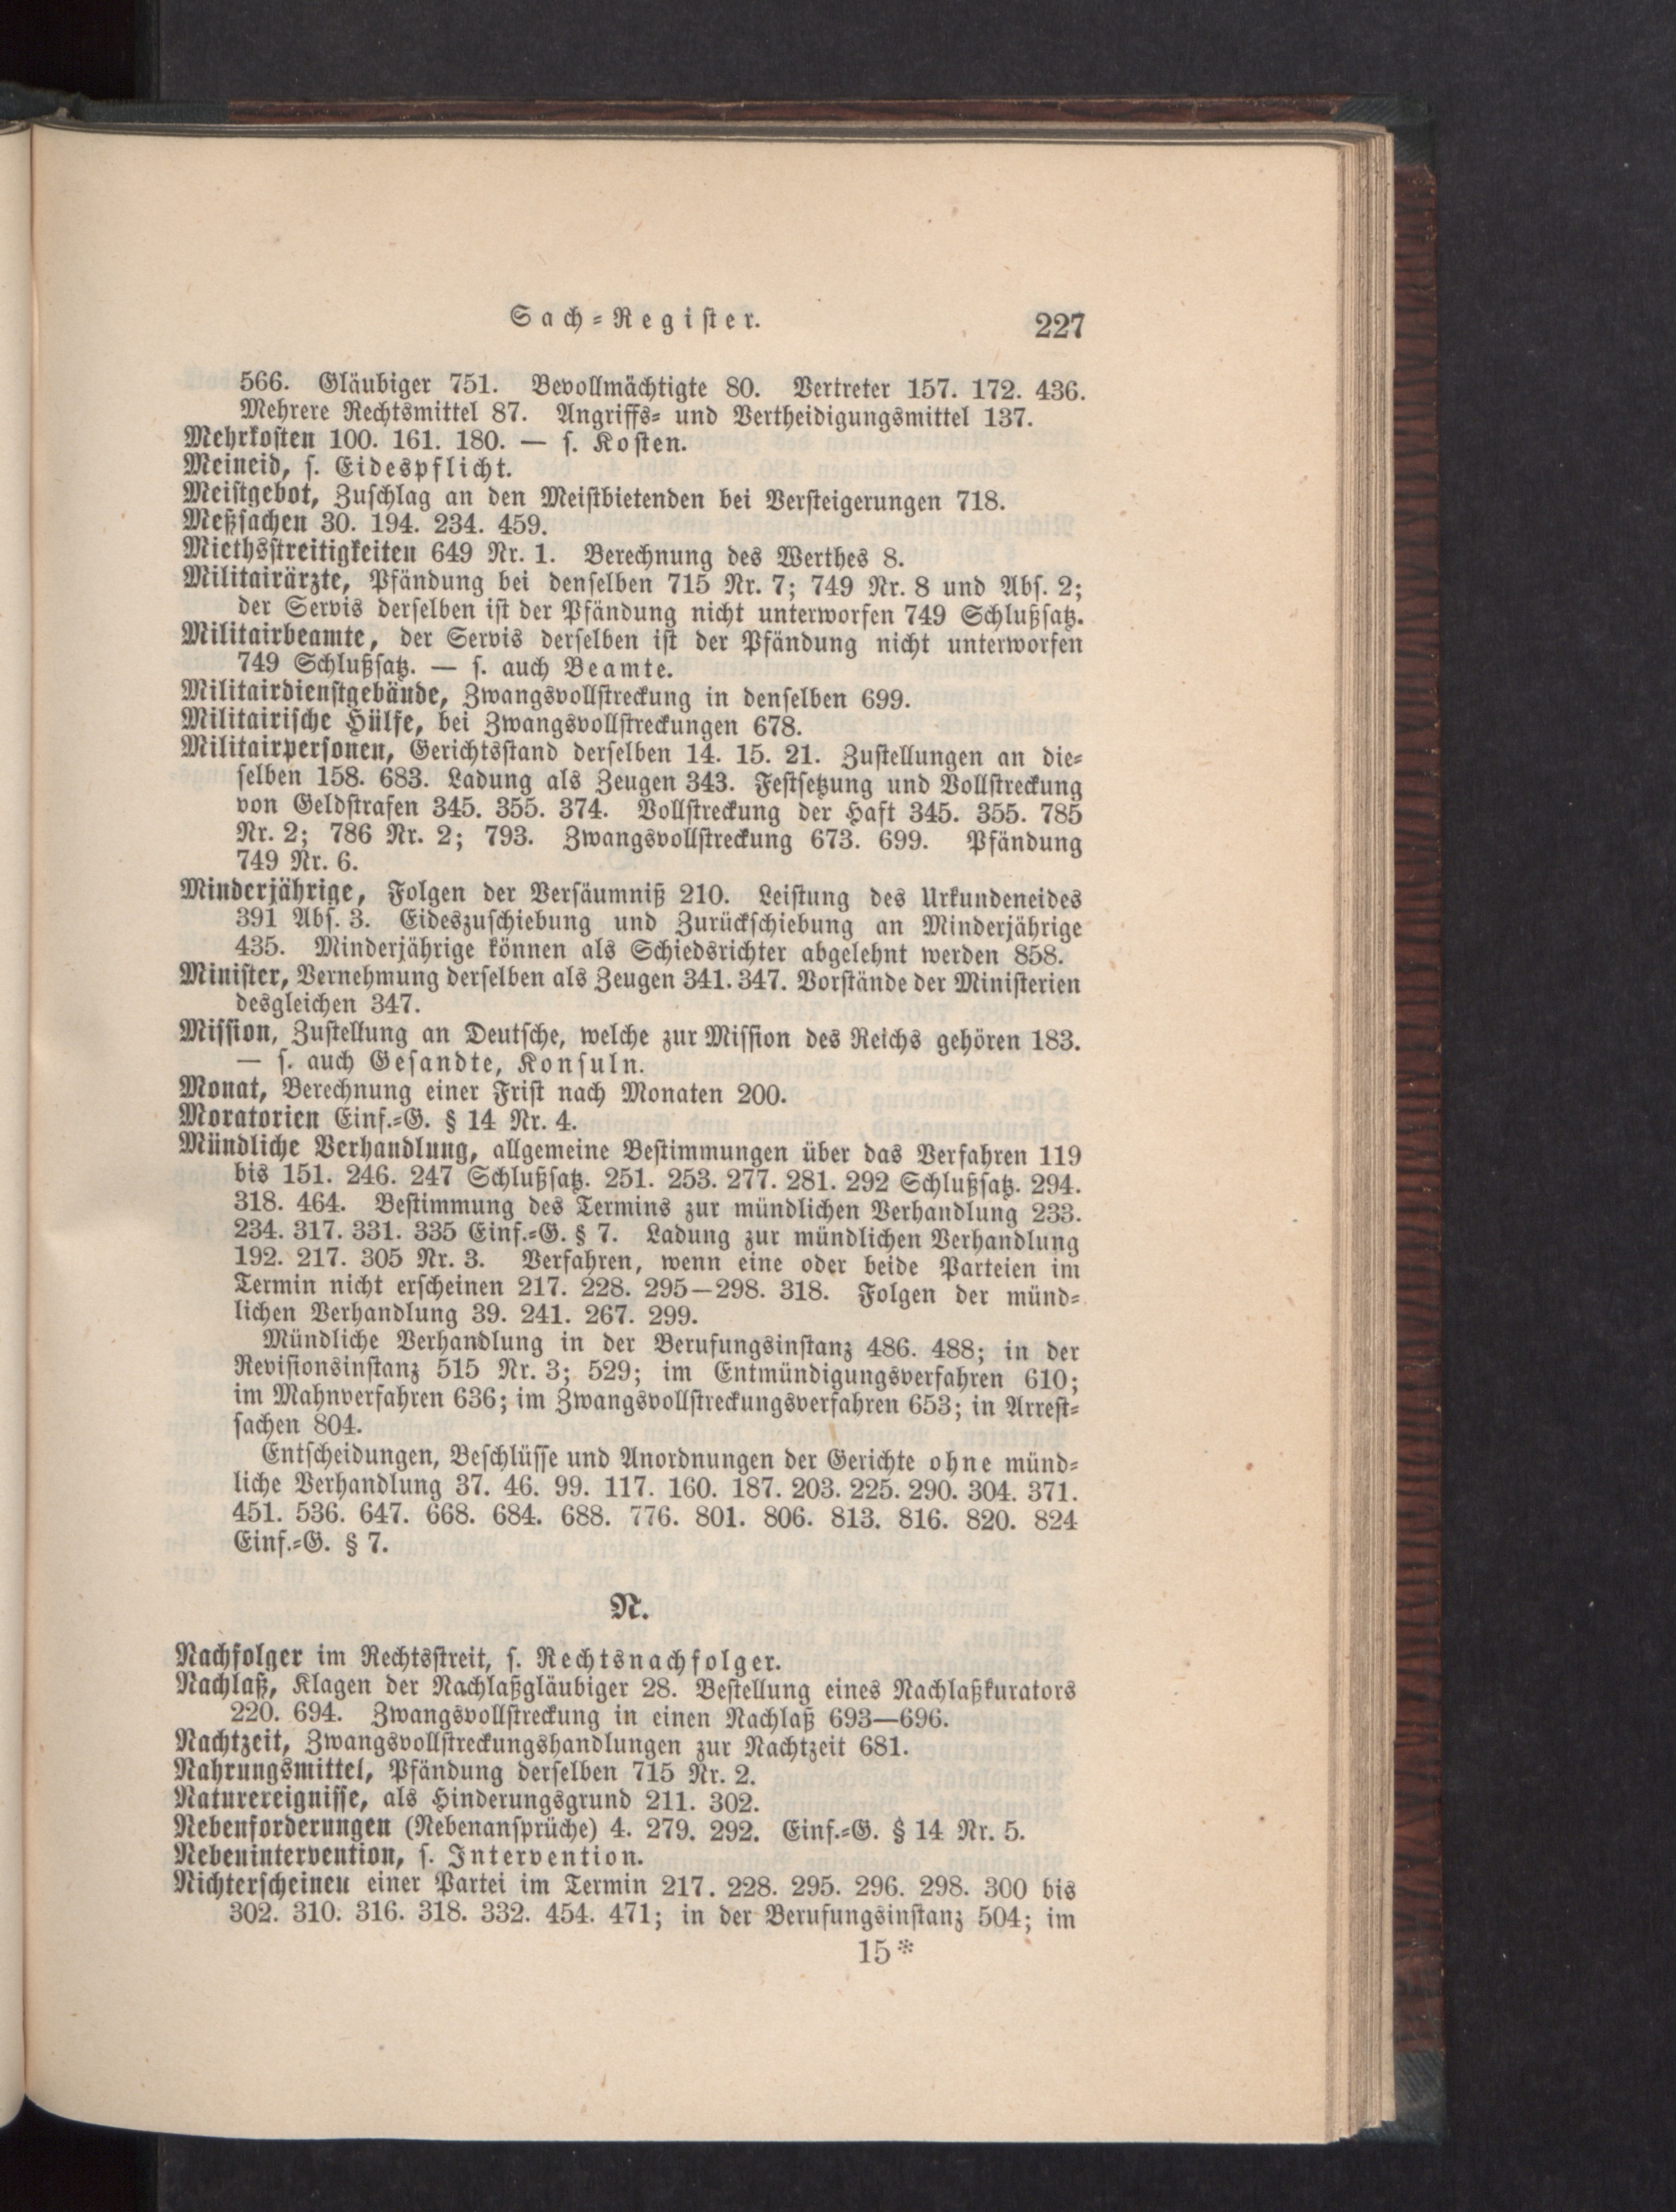 Sach-Register. 227
566. Gläubiger 751. Bevollmächtigte 80. Vertreter 157. 172. 436.
Mehrere Rechtsmittel 87. Angriffs- und Vertheidigungsmittel 137.
Mehrkosten 100. 161. 180. — s. Kosten.
Meineid, s. Eidespflicht.
Meistgebot, Zuschlag an den Meistbietenden bei Versteigerungen 718.
Meßsachen 30. 194. 234. 459.
Miethsstreitigkeiten 649 Nr. 1. Berechnung des Werthes 8.
Militairärzte, Pfändung bei denselben 715 Nr. 7; 749 Nr. 8 und Abs. 2;
der Servis derselben ist der Pfändung nicht unterworfen 749 Schlußsatz.
Militairbeamte, der Servis derselben ist der Pfändung nicht unterworfen
749 Schlußsatz. — s. auch Beamte.
Militairdienstgebäude, Zwangsvollstreckung in denselben 699.
Militairische Hülfe, bei Zwangsvollstreckungen 678.
Militairpersonen, Gerichtsstand derselben 14. 15. 21. Zustellungen an die-
selben 158. 683. Ladung als Zeugen 343. Festsetzung und Vollstreckung
von Geldstrafen 345. 355. 374. Vollstreckung der Haft 345. 355. 785
Nr. 2; 786 Nr. 2; 793. Zwangsvollstreckung 673. 699. Pfändung
749 Nr. 6.
Minderjährige, Folgen der Versäumniß 210. Leistung des Urkundeneides
391 Abs. 3. Eideszuschiebung und Zurückschiebung an Minderjährige
435. Minderjährige können als Schiedsrichter abgelehnt werden 858.
Minister, Vernehmung derselben als Zeugen 341. 347. Vorstände der Ministerien
desgleichen 347.
Mission, Zustellung an Deutsche, welche zur Mission des Reichs gehören 183.
— s. auch Gesandte, Konsuln.
Monat, Berechnung einer Frist nach Monaten 200.
Moratorien Einf.-G. § 14 Nr. 4.
Mündliche Verhandlung, allgemeine Bestimmungen über das Verfahren 119
bis 151. 246. 247 Schlußsatz. 251. 253. 277. 281. 292 Schlußsatz. 294.
318. 464. Bestimmung des Termins zur mündlichen Verhandlung 233.
234. 317. 331. 335 Einf.-G. § 7. Ladung zur mündlichen Verhandlung
192. 217. 305 Nr. 3. Verfahren, wenn eine oder beide Parteien im
Termin nicht erscheinen 217. 228. 295—298. 318. Folgen der münd-
lichen Verhandlung 39. 241. 267. 299.
Mündliche Verhandlung in der Berufungsinstanz 486. 488; in der
Revisionsinstanz 515 Nr. 3; 529; im Entmündigungsverfahren 610;
im Mahnverfahren 636; im Zwangsvollstreckungsverfahren 653; in Arrest-
sachen 804.
Entscheidungen, Beschlüsse und Anordnungen der Gerichte ohne münd-
liche Verhandlung 37. 46. 99. 117. 160. 187. 203. 225. 290. 304. 371.
451. 536. 647. 668. 684. 688. 776. 801. 806. 813. 816. 820. 824
Einf.-G. § 7.
N.
Nachfolger im Rechtsstreit, s. Rechtsnachfolger.
Nachlaß, Klagen der Nachlaßgläubiger 28. Bestellung eines Nachlaßkurators
220. 694. Zwangsvollstreckung in einen Nachlaß 693—696.
Nachtzeit, Zwangsvollstreckungshandlungen zur Nachtzeit 681.
Nahrungsmittel, Pfändung derselben 715 Nr. 2.
Naturereignisse, als Hinderungsgrund 211. 302.
Nebenforderungen (Nebenansprüche) 4. 279. 292. Einf.-G. § 14 Nr. 5.
Nebenintervention, s. Intervention.
Nichterscheinen einer Partei im Termin 217. 228. 295. 296. 298. 300 bis
302. 310. 316. 318. 332. 454. 471; in der Berufungsinstanz 504; im
15*